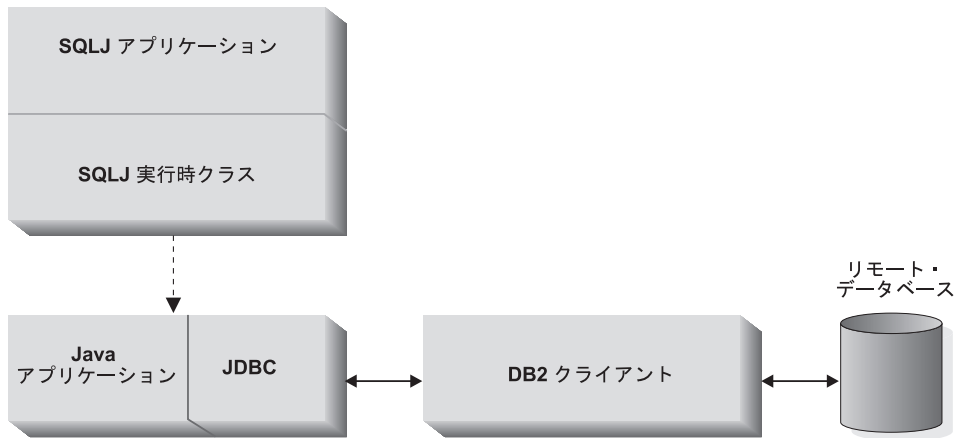 SQLJ アプリケーション
SQLJ 実行時クラス
リモート・
データベース
Java
アプリケーション
JDBC
DB2 クライアント